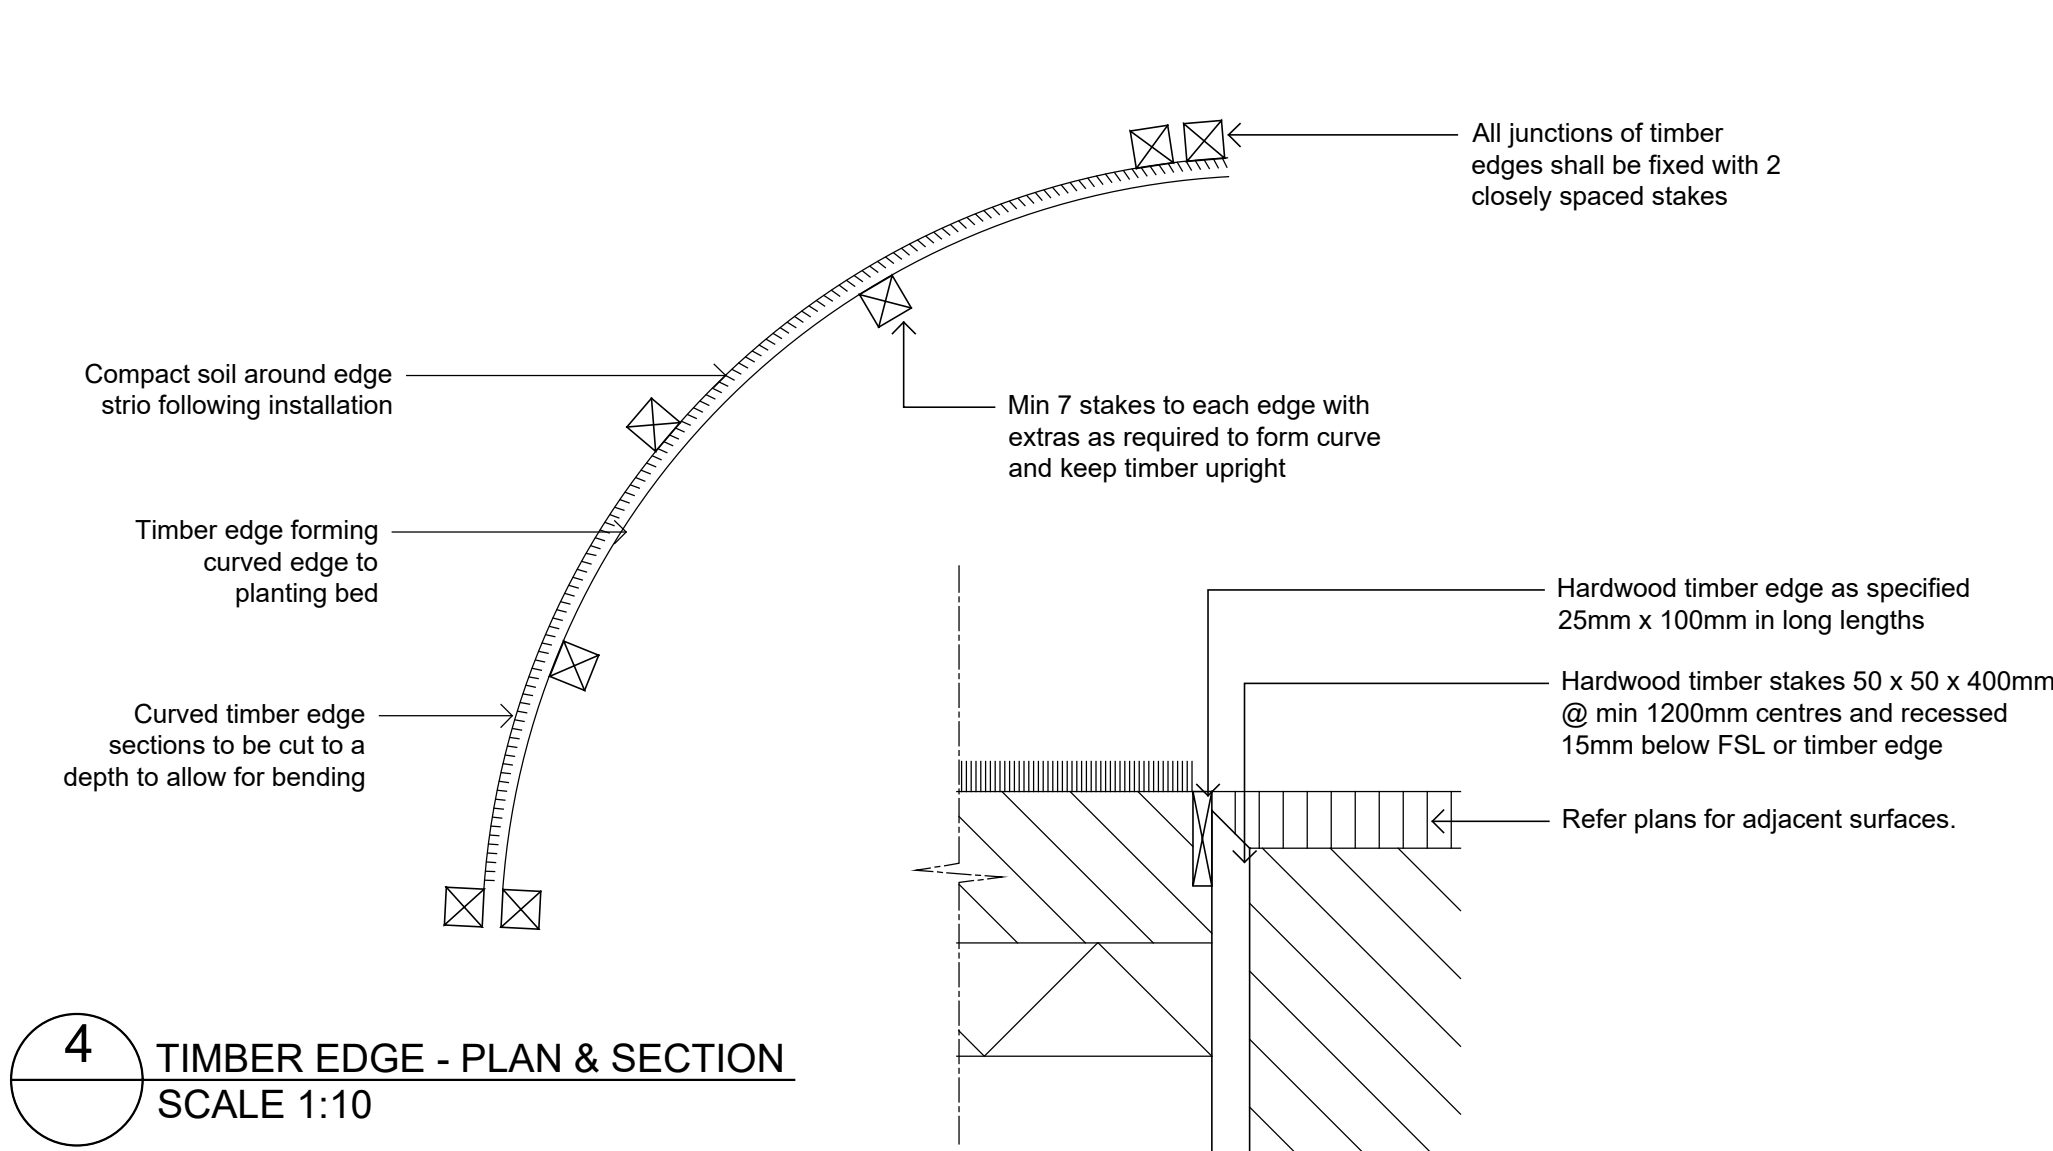 All junctions of timber
edges shall be fixed with 2
closely spaced stakes
Compact soil around edge
strio following installation
Min 7 stakes to each edge with
extras as required to form curve
and keep timber upright
Timber edge forming
curved edge to
planting bed
Hardwood timber edge as specified
25mm x 100mm in long lengths
Hardwood timber stakes 50 x 50 x 400mm
@ min 1200mm centres and recessed
15mm below FSL or timber edge
Curved timber edge
sections to be cut to a
depth to allow for bending
Refer plans for adjacent surfaces.
4
TIMBER EDGE - PLAN & SECTION
SCALE 1:10